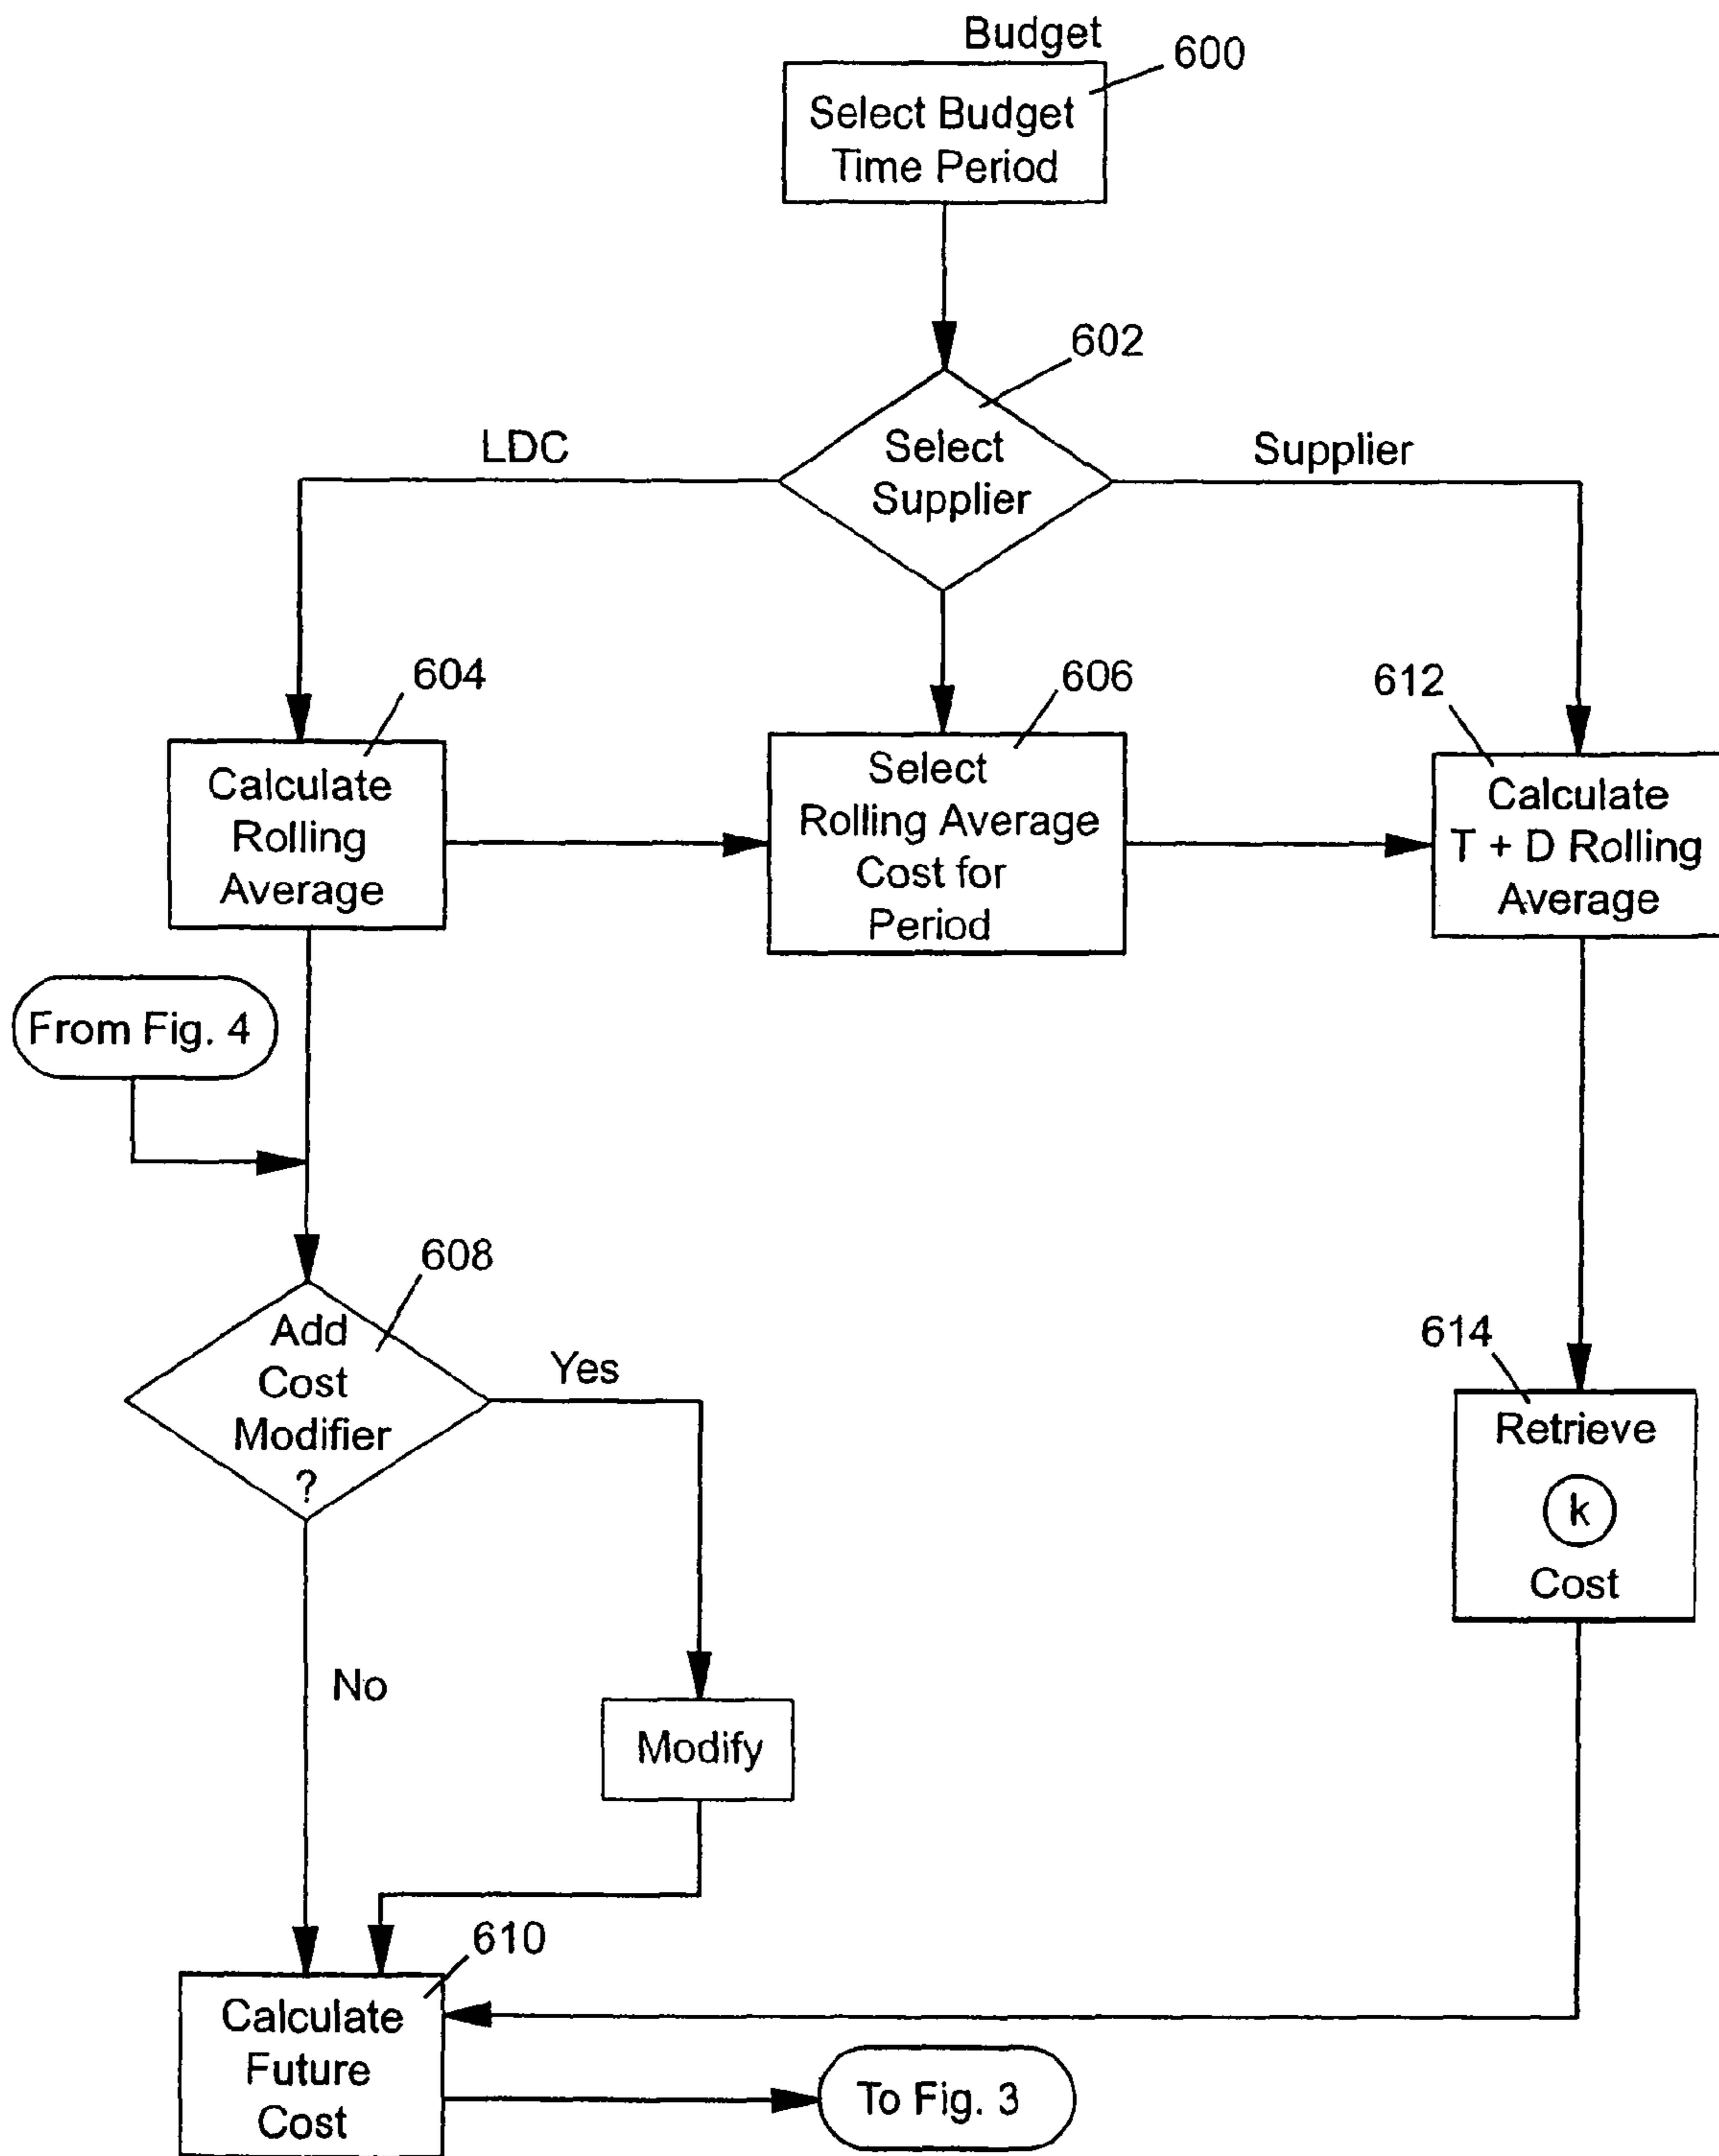 Budget
600
Select Budget
Time Period
602
Select
Supplier
LDC
Supplier
604
Calculate
Rolling
Average
606
Select
Rolling Average
Cost for
Period
612
Calculate
T + D Rolling
Average
From Fig. 4
608
Add
Cost
Modifier
?
Yes
No
Modify
614
Retrieve
k
Cost
610
Calculate
Future
Cost
To Fig. 3